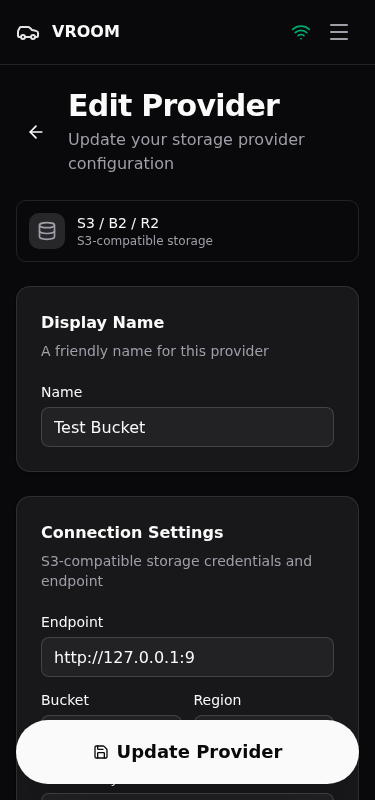 VROOM
Edit Provider
Update your storage provider
configuration
S3 / B2 / R2
S3-compatible storage
Display Name
A friendly name for this provider
Name
Test Bucket
Connection Settings
S3-compatible storage credentials and
endpoint
Endpoint
http://127.0.0.1:9
Bucket Region
Update Provider